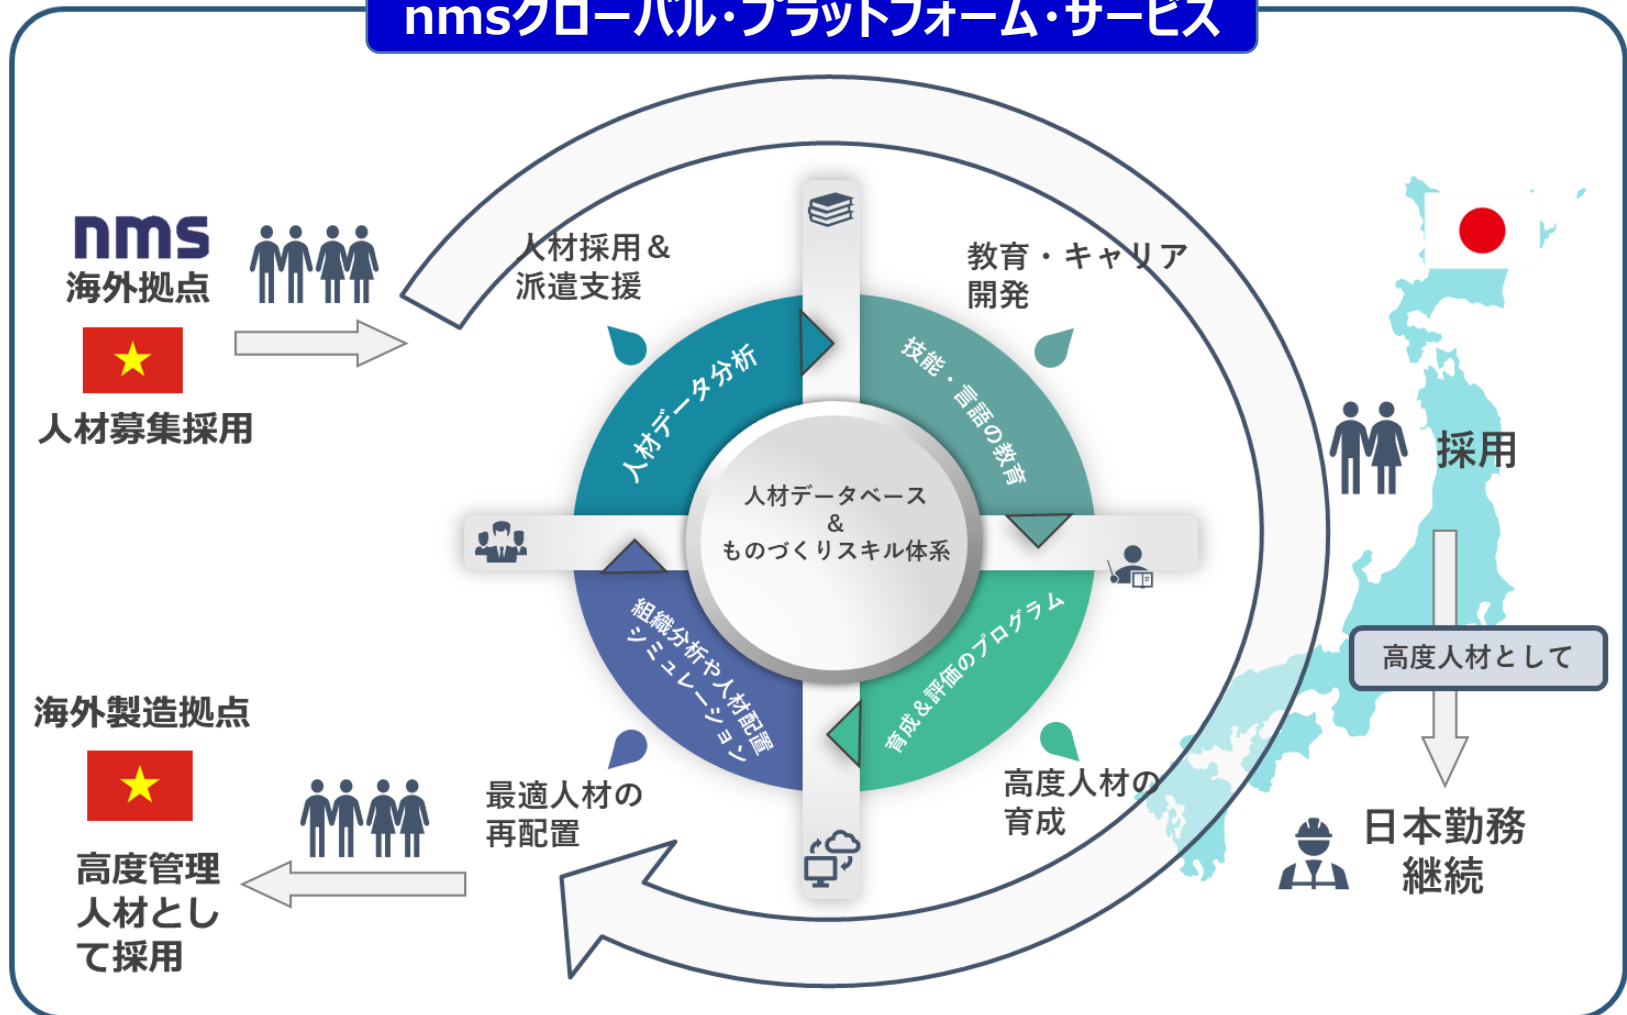 nmsグローバル・プラットフォーム・サービス
nms
海外拠点
人材募集採用
人材採用＆
派遣支援
教育・キャリア
開発
人材データ分析
技能・言語の教育
人材データベース
&
ものづくりスキル体系
組織分析や人材配置
シミュレーション
育成＆評価のプログラム
採用
高度人材として
日本勤務
継続
海外製造拠点
高度管理
人材とし
て採用
最適人材の
再配置
高度人材の
育成